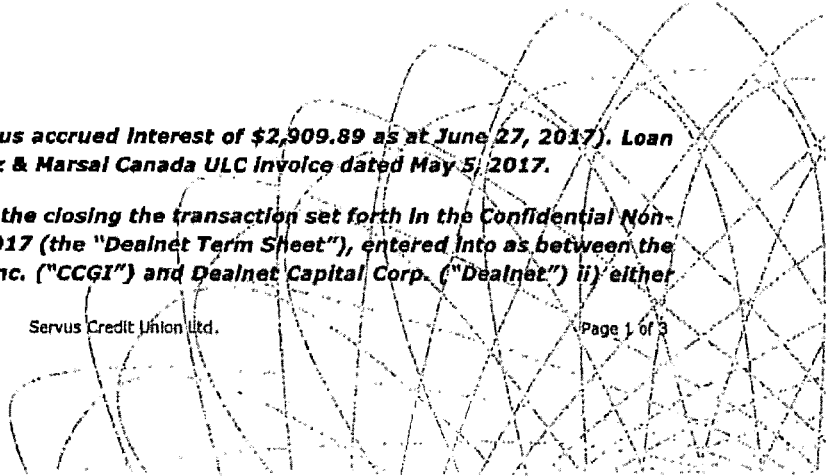 us accrued interest of $2,909.89 as at June 27, 2017). Loan
z & Marsal Canada ULC invoice dated May 5, 2017.
the closing the transaction set forth in the Confidential Non-
017 (the "Dealnet Term Sheet"), entered into as between the
nc. ("CCGI") and Dealnet Capital Corp. ("Dealnet") ii) either
Servus Credit Union Ltd.
Page 1 of 3